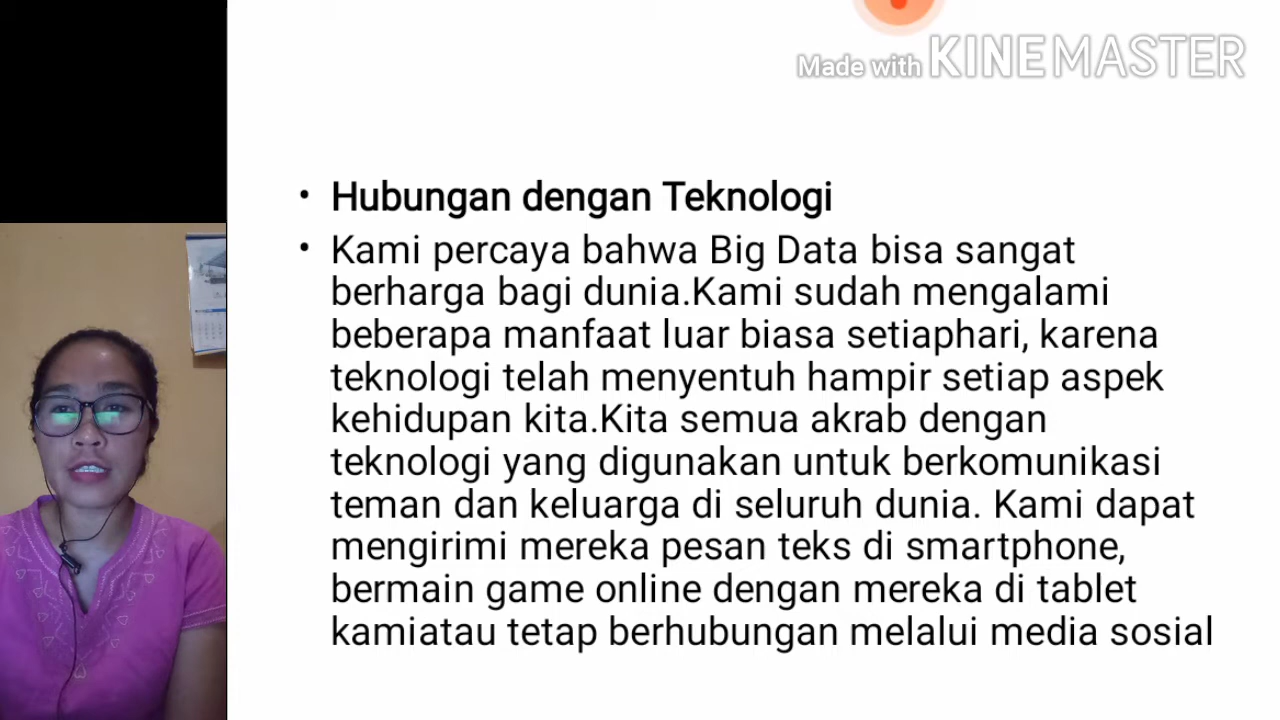 Made with KINEMASTER
• Hubungan dengan Teknologi
• Kami percaya bahwa Big Data bisa sangat
berharga bagi dunia.Kami sudah mengalami
beberapa manfaat luar biasa setiaphari, karena
teknologi telah menyentuh hampir setiap aspek
kehidupan kita.Kita semua akrab dengan
teknologi yang digunakan untuk berkomunikasi
teman dan keluarga di seluruh dunia. Kami dapat
mengirimi mereka pesan teks di smartphone,
bermain game online dengan mereka di tablet
kamiatau tetap berhubungan melalui media sosial